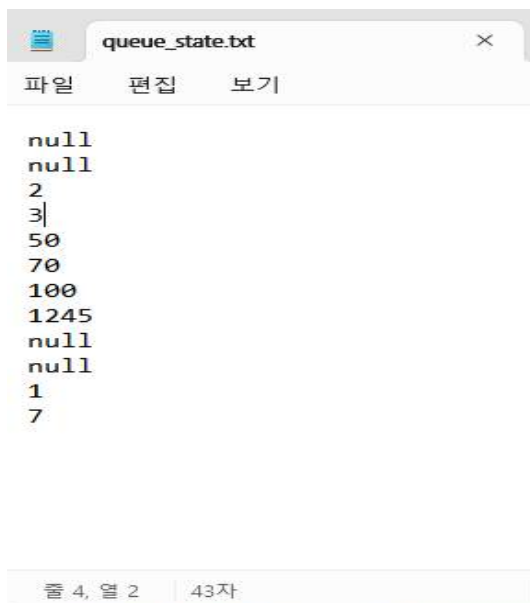 queue_state.txt
파일 편집 보기
null
null
2
3
50
70
100
1245
null
null
1
7
줄 4, 열 2 43자